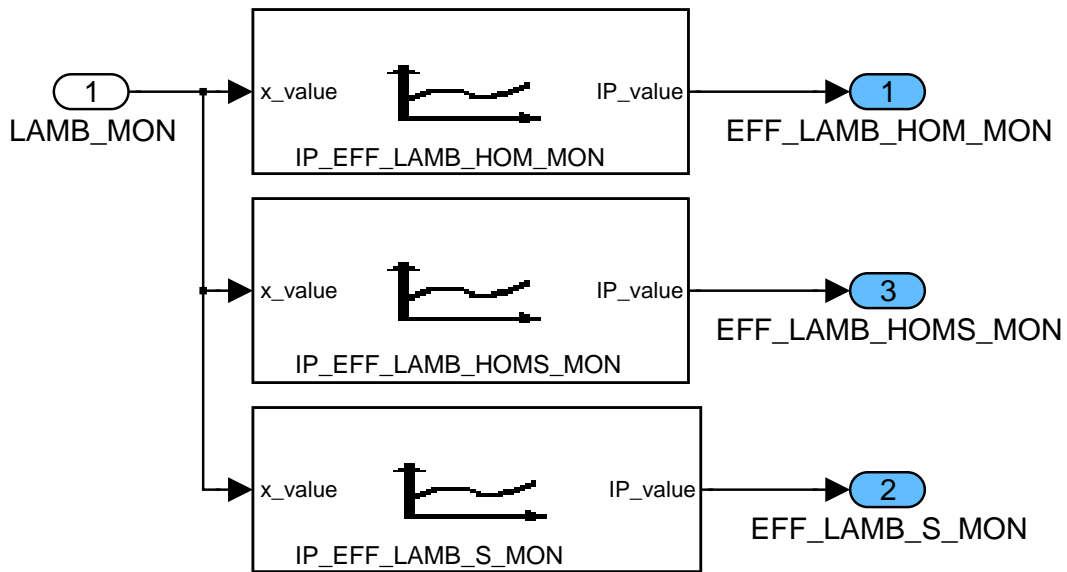 1
LAMB_MON
x_value
IP_value
IP_EFF_LAMB_HOM_MON
1
EFF_LAMB_HOM_MON
x_value
IP_value
IP_EFF_LAMB_HOMS_MON
3
EFF_LAMB_HOMS_MON
x_value
IP_value
IP_EFF_LAMB_S_MON
2
EFF_LAMB_S_MON